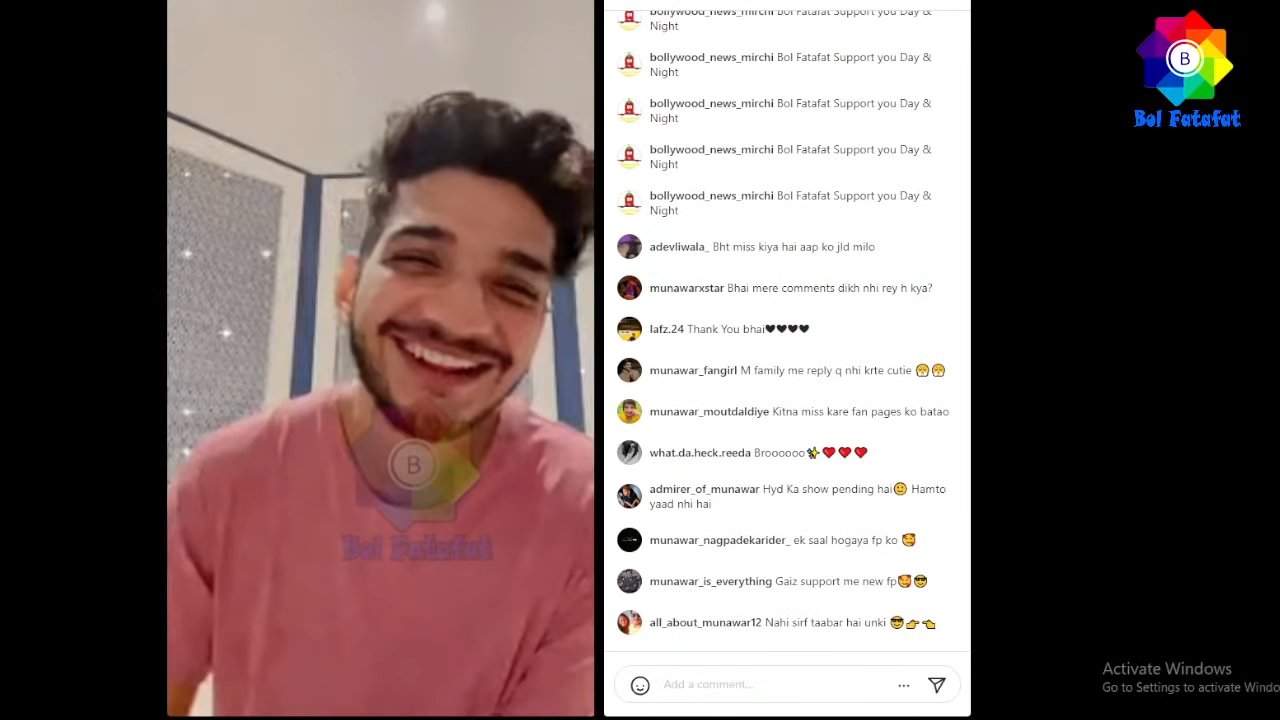 bollywood_news_mirchi Bol Fatafat Support you Day &
Night
bollywood_news_mirchi Bol Fatafat Support you Day &
Night
bollywood_news_mirchi Bol Fatafat Support you Day &
Night
bollywood_news_mirchi Bol Fatafat Support you Day &
Night
bollywood_news_mirchi Bol Fatafat Support you Day &
Night
adevliwala_ Bht miss kiya hai aap ko jld milo
munawarxstar Bhai mere comments dikh nhi rey h kya?
lafz.24 Thank You bhai🖤🖤🖤🖤
munawar_fangirl M family me reply q nhi krte cutie 😤😤
munawar_moutdaldiye Kitna miss kare fan pages ko batao
what.da.heck.reeda Broooooo✨❤️❤️❤️
admirer_of_munawar Hyd Ka show pending hai🙂 Hamto
yaad nhi hai
munawar_nagpadekarider_ ek saal hogaya fp ko 🥰
munawar_is_everything Gaiz support me new fp🥰😎
all_about_munawar12 Nahi sirf taabar hai unki 😎👉👈
Add a comment...
B
Bol Fatafat
B
Bol Fatafat
Activate Windows
Go to Settings to activate Windo